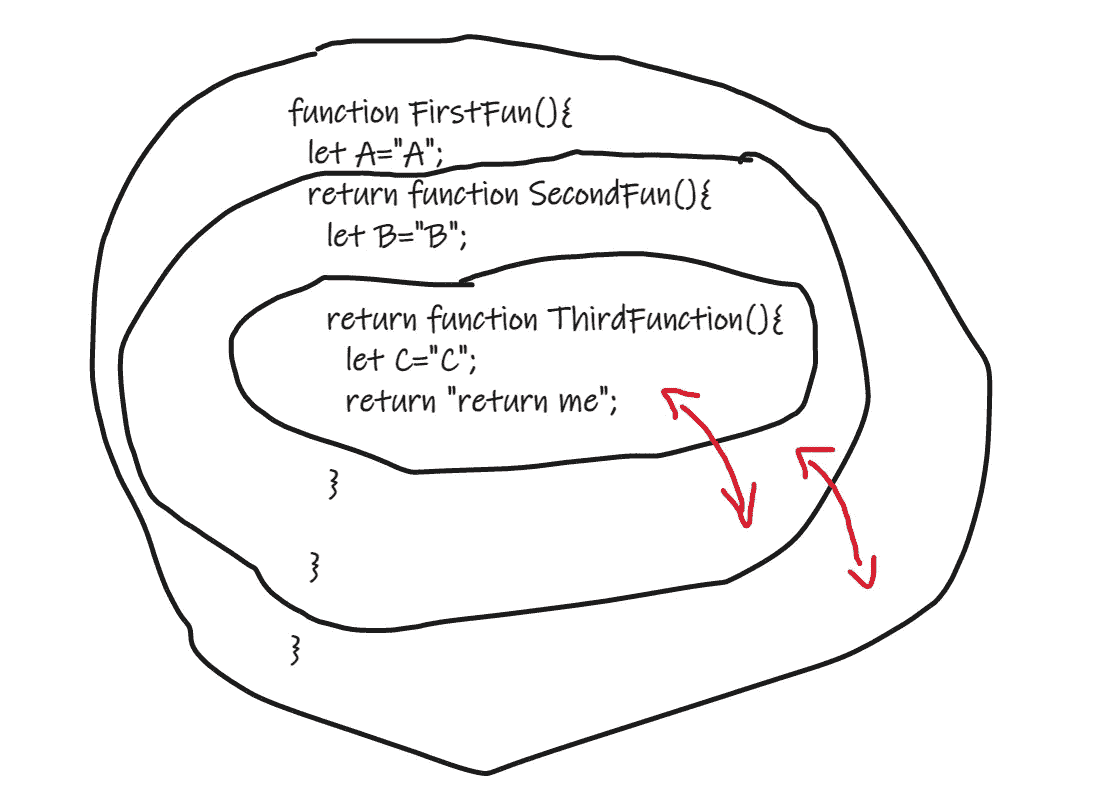 function FirstFun(){
let A="A";
return function SecondFun(){
let B="B";
return function ThirdFunction(){
let C="C";
return "return me";
}
}
}